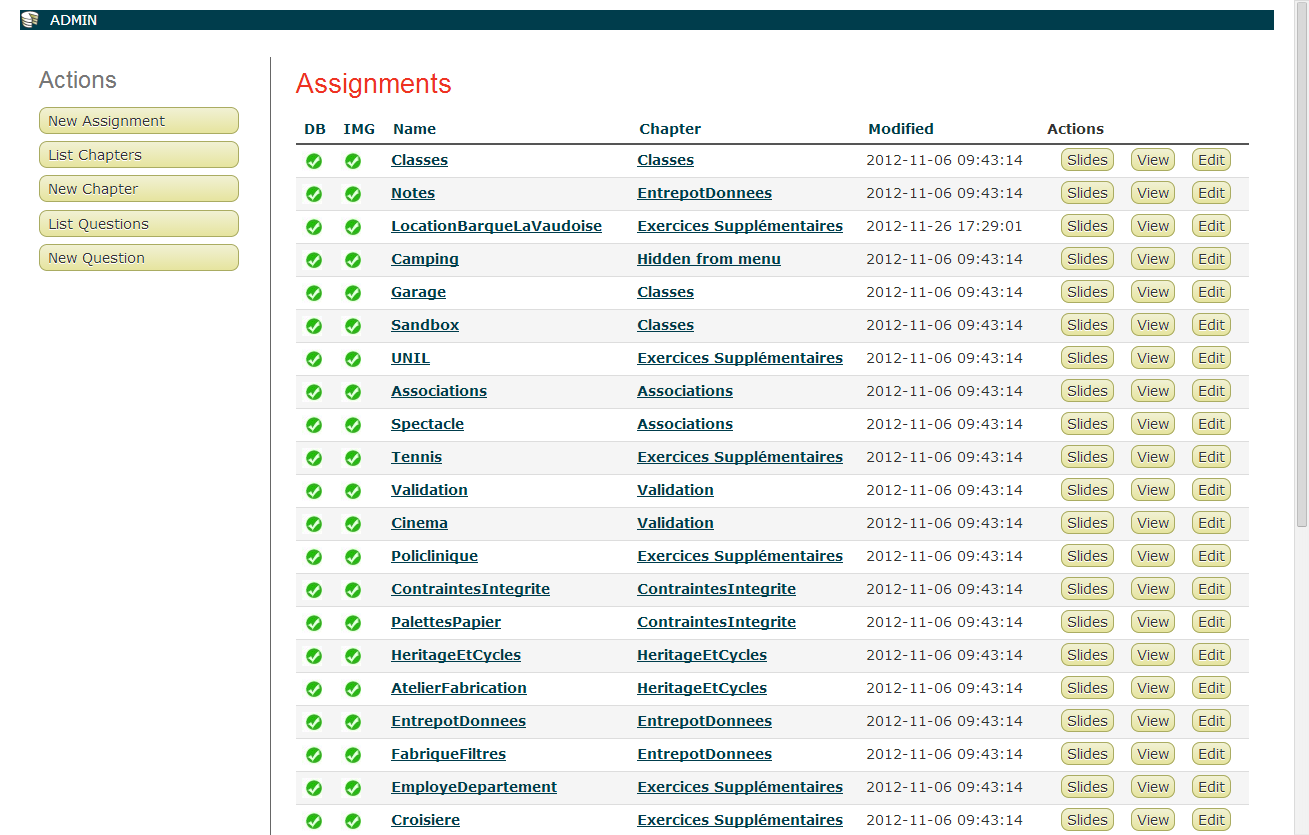 ADMIN
Actions
New Assignment
List Chapters
New Chapter
List Questions
New Question
Assignments
DB IMG Name Chapter Modified Actions
Classes Classes 2012-11-06 09:43:14 Slides View Edit
Notes EntrepotDonnees 2012-11-06 09:43:14 Slides View Edit
LocationBarqueLaVaudoise Exercices Supplémentaires 2012-11-26 17:29:01 Slides View Edit
Camping Hidden from menu 2012-11-06 09:43:14 Slides View Edit
Garage Classes 2012-11-06 09:43:14 Slides View Edit
Sandbox Classes 2012-11-06 09:43:14 Slides View Edit
UNIL Exercices Supplémentaires 2012-11-06 09:43:14 Slides View Edit
Associations Associations 2012-11-06 09:43:14 Slides View Edit
Spectacle Associations 2012-11-06 09:43:14 Slides View Edit
Tennis Exercices Supplémentaires 2012-11-06 09:43:14 Slides View Edit
Validation Validation 2012-11-06 09:43:14 Slides View Edit
Cinema Validation 2012-11-06 09:43:14 Slides View Edit
Policlinique Exercices Supplémentaires 2012-11-06 09:43:14 Slides View Edit
ContraintesIntegrite ContraintesIntegrite 2012-11-06 09:43:14 Slides View Edit
PalettesPapier ContraintesIntegrite 2012-11-06 09:43:14 Slides View Edit
HeritageEtCycles HeritageEtCycles 2012-11-06 09:43:14 Slides View Edit
AtelierFabrication HeritageEtCycles 2012-11-06 09:43:14 Slides View Edit
EntrepotDonnees EntrepotDonnees 2012-11-06 09:43:14 Slides View Edit
FabriqueFiltres EntrepotDonnees 2012-11-06 09:43:14 Slides View Edit
EmployeDepartement Exercices Supplémentaires 2012-11-06 09:43:14 Slides View Edit
Croisiere Exercices Supplémentaires 2012-11-06 09:43:14 Slides View Edit